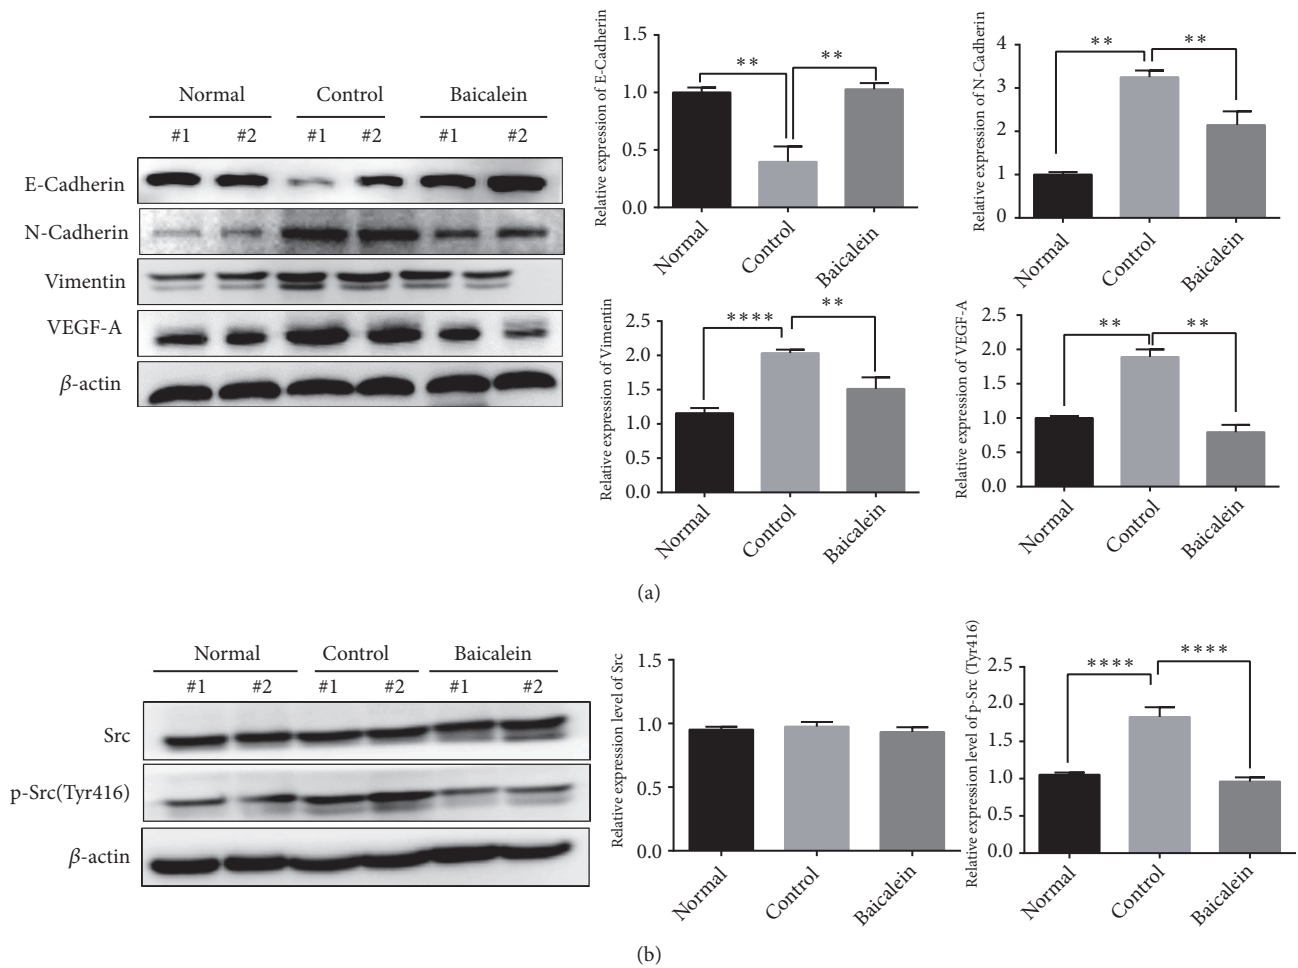 Normal Control Baicalein
#1 #2 #1 #2 #1 #2
E-Cadherin
N-Cadherin
Vimentin
VEGF-A
β-actin
Relative expression of E-Cadherin
1.5
1.0
0.5
0.0
** **
Normal Control Baicalein
Relative expression of N-Cadherin
4
3
2
1
0
** **
Normal Control Baicalein
Relative expression of Vimentin
2.5
2.0
1.5
1.0
0.5
0.0
**** **
Normal Control Baicalein
Relative expression of VEGF-A
2.5
2.0
1.5
1.0
0.5
0.0
** **
Normal Control Baicalein
(a)
Normal Control Baicalein
#1 #2 #1 #2 #1 #2
Src
p-Src(Tyr416)
β-actin
Relative expression level of Src
1.5
1.0
0.5
0.0
Normal Control Baicalein
Relative expression level of p-Src (Tyr416)
2.5
2.0
1.5
1.0
0.5
0.0
**** ****
Normal Control Baicalein
(b)